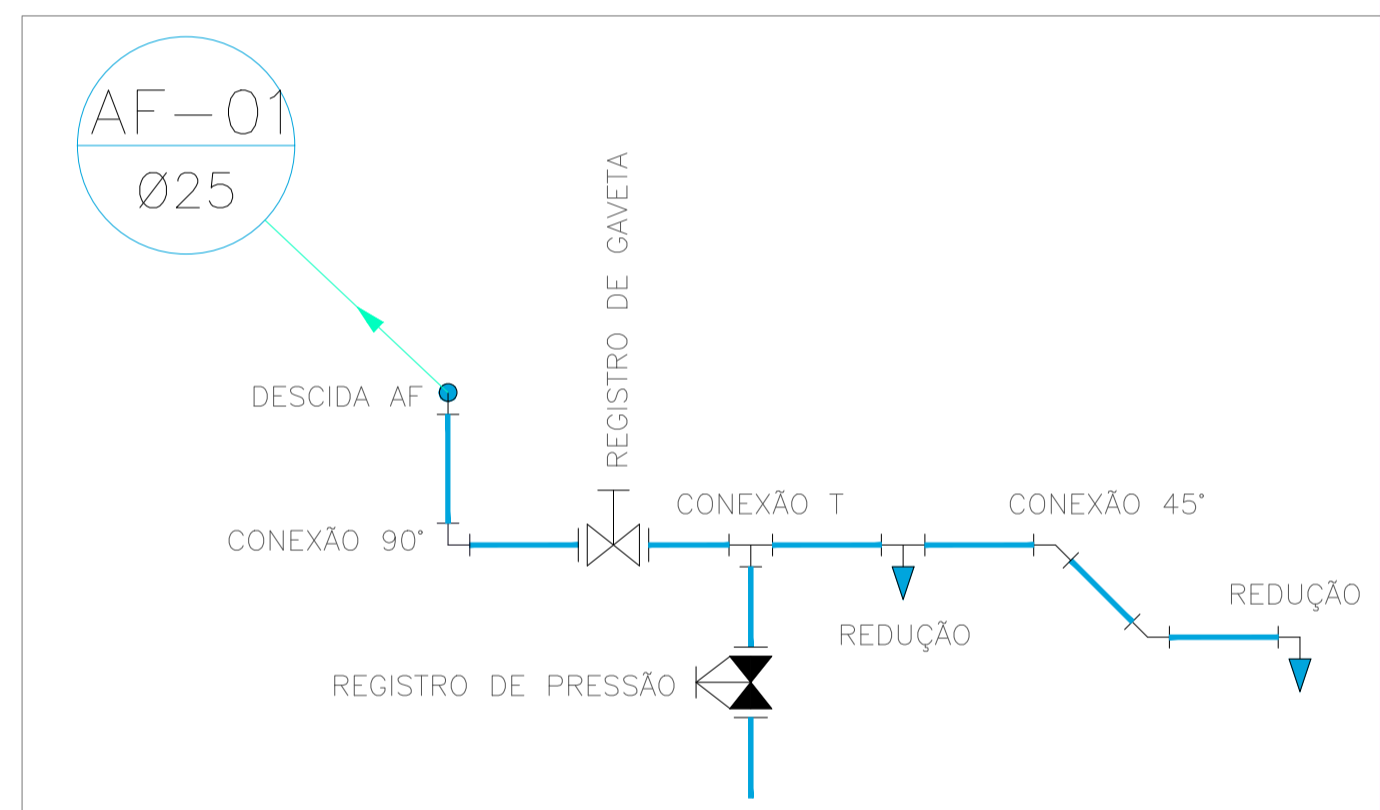 AF-01
Ø25
REGISTRO DE GAVETA
DESCIDA AF
CONEXÃO T
CONEXÃO 45°
CONEXÃO 90°
REDUÇÃO
REDUÇÃO
REGISTRO DE PRESSÃO